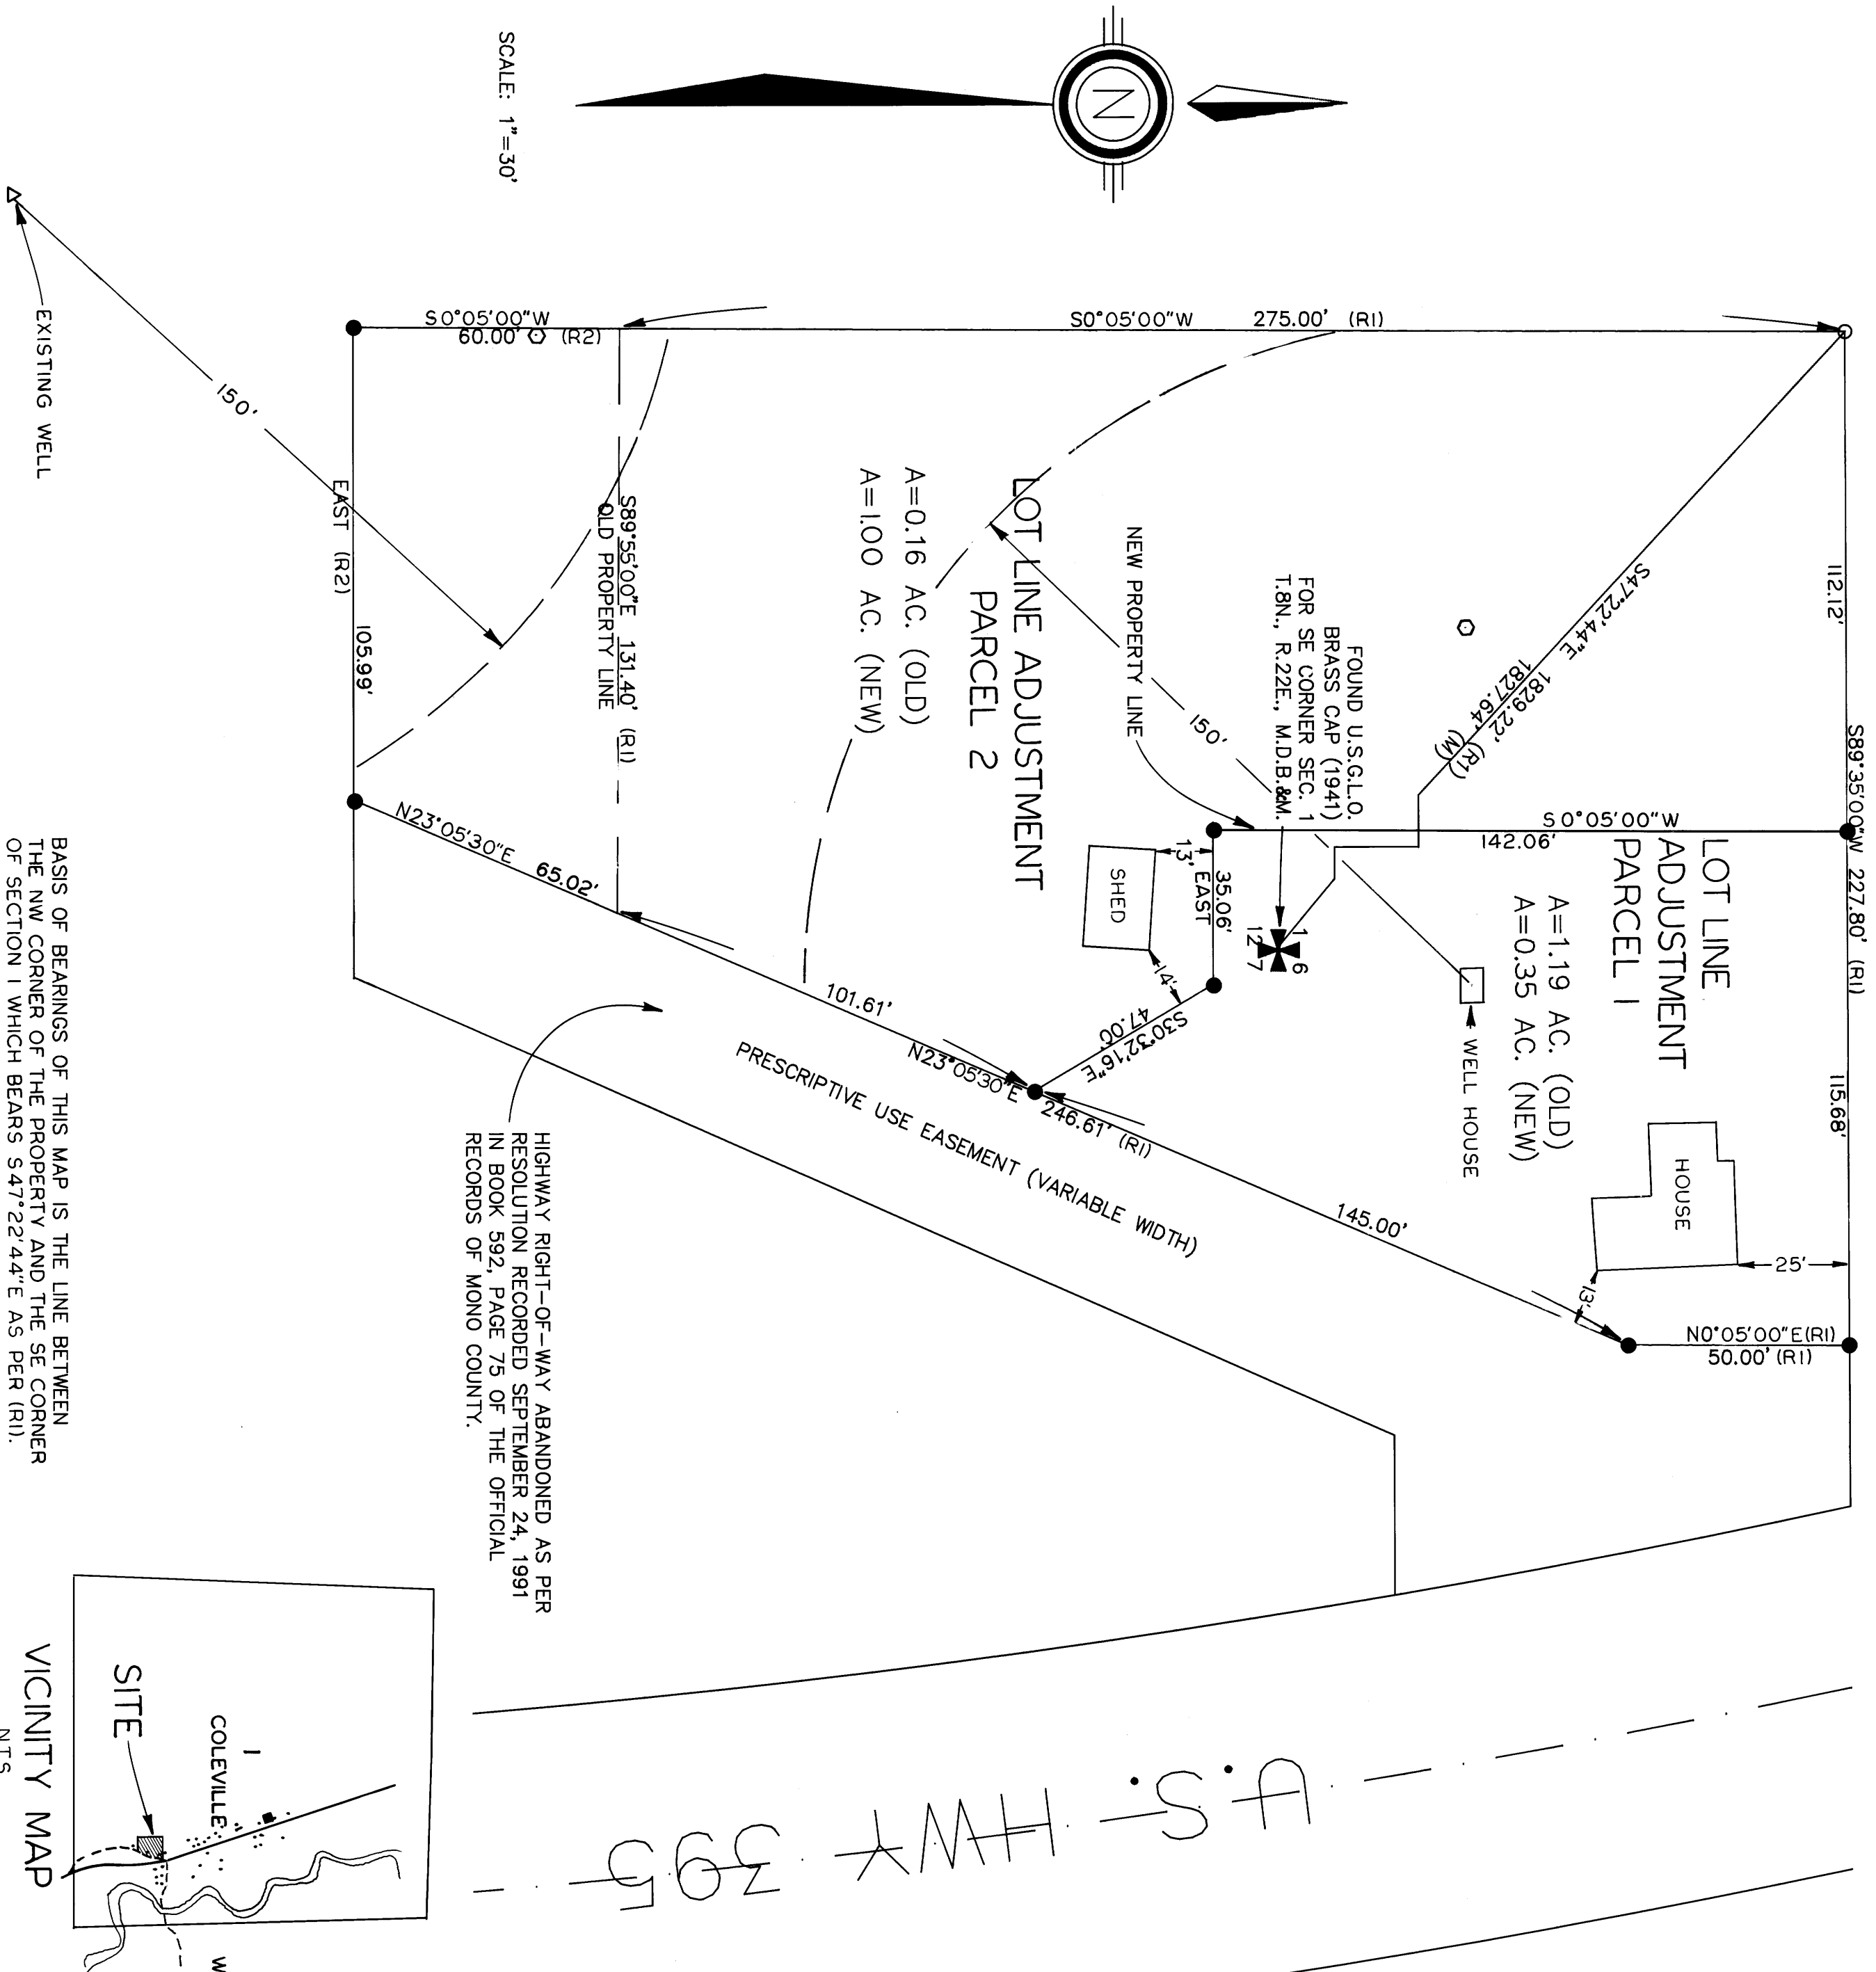 N
SCALE: 1"=30'
S89°35'00"W 227.80' (R1)
112.12'
115.68'
S0°05'00"W 275.00' (R1)
S0°05'00"W
60.00' (R2)
S47°22'44"E 1829.22' (R1)
1827.64' (M)
S0°05'00"W
142.06'
LOT LINE
ADJUSTMENT
PARCEL 1
A=1.19 AC. (OLD)
A=0.35 AC. (NEW)
HOUSE
25'
13'
N0°05'00"E(R1)
50.00' (R1)
WELL HOUSE
FOUND U.S.G.L.O.
BRASS CAP (1941)
FOR SE CORNER SEC. 1
T.8N., R.22E., M.D.B.&M.
1
6
12
7
150'
NEW PROPERTY LINE
35.06'
EAST
13'
SHED
14'
S30°32'16"E
47.00'
LOT LINE ADJUSTMENT
PARCEL 2
A=0.16 AC. (OLD)
A=1.00 AC. (NEW)
145.00'
N23°05'30"E 246.61' (R1)
101.61'
PRESCRIPTIVE USE EASEMENT (VARIABLE WIDTH)
S89°55'00"E 131.40' (R1)
OLD PROPERTY LINE
N23°05'30"E
65.02'
EAST (R2)
105.99'
150'
EXISTING WELL
HIGHWAY RIGHT-OF-WAY ABANDONED AS PER
RESOLUTION RECORDED SEPTEMBER 24, 1991
IN BOOK 592, PAGE 75 OF THE OFFICIAL
RECORDS OF MONO COUNTY.
BASIS OF BEARINGS OF THIS MAP IS THE LINE BETWEEN
THE NW CORNER OF THE PROPERTY AND THE SE CORNER
OF SECTION 1 WHICH BEARS S47°22'44"E AS PER (R1).
U.S. HWY 395
1
COLEVILLE
SITE
W
VICINITY MAP
N.T.S.